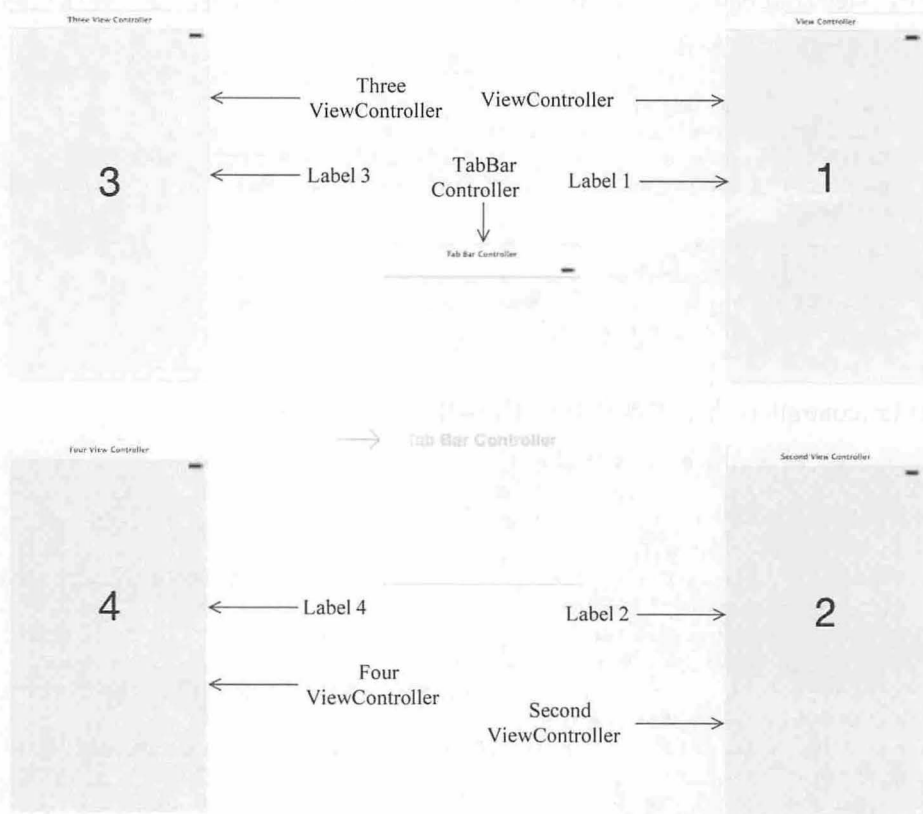 Three View Controller
View Controller
Three
ViewController
ViewController
3
Label 3
TabBar
Controller
Label 1
1
Tab Bar Controller
Four View Controller
Tab Bar Controller
Second View Controller
4
Label 4
Label 2
2
Four
ViewController
Second
ViewController